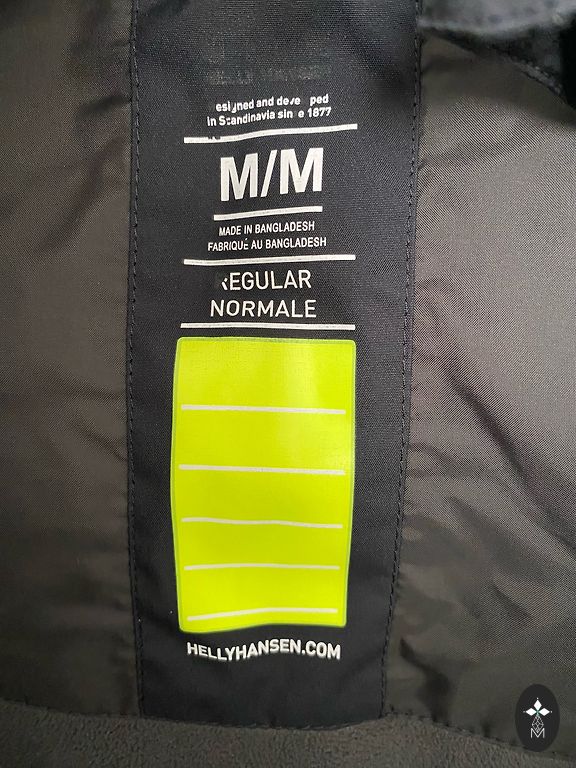 esigned and deve ped
in Scandinavia sin e 1877
M/M
MADE IN BANGLADESH
FABRIQUÉ AU BANGLADESH
REGULAR
NORMALE
HELLYHANSEN.COM
M